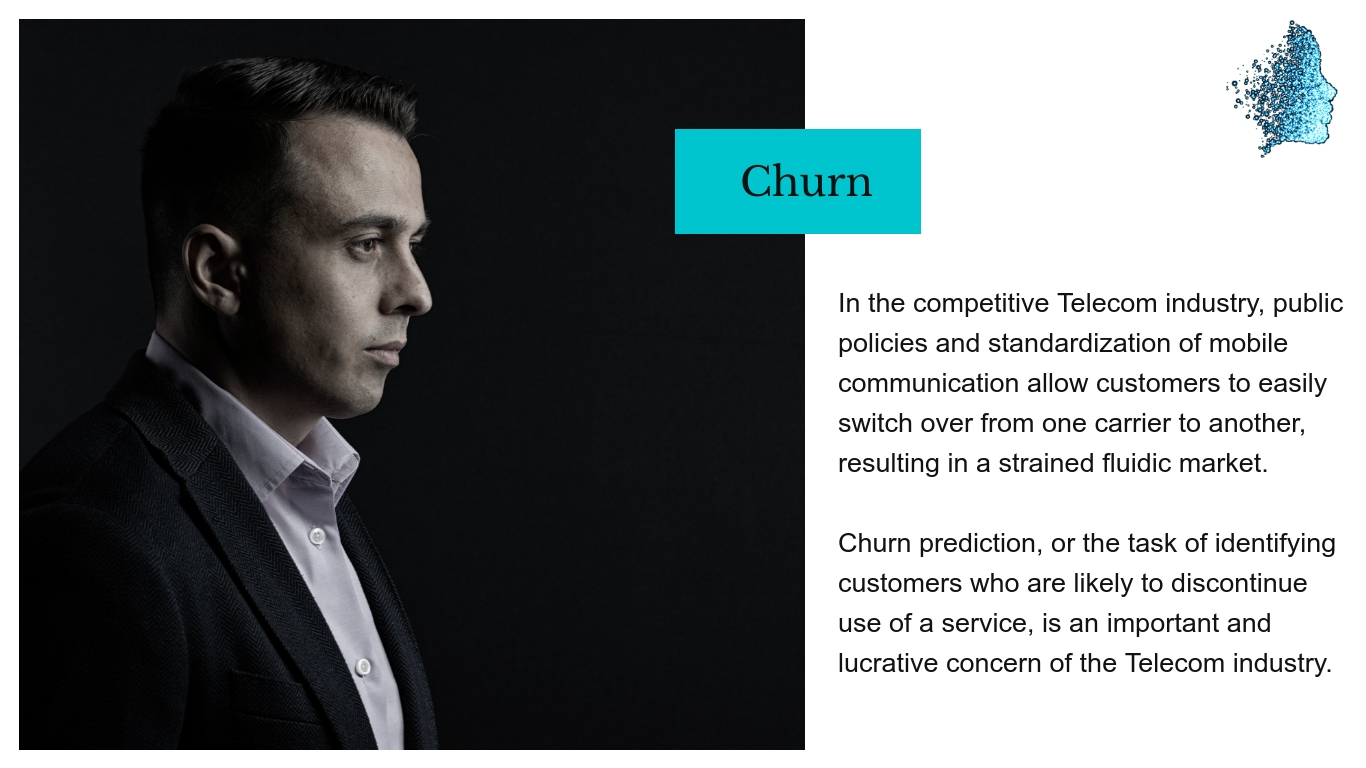 Churn
In the competitive Telecom industry, public
policies and standardization of mobile
communication allow customers to easily
switch over from one carrier to another,
resulting in a strained fluidic market.
Churn prediction, or the task of identifying
customers who are likely to discontinue
use of a service, is an important and
lucrative concern of the Telecom industry.